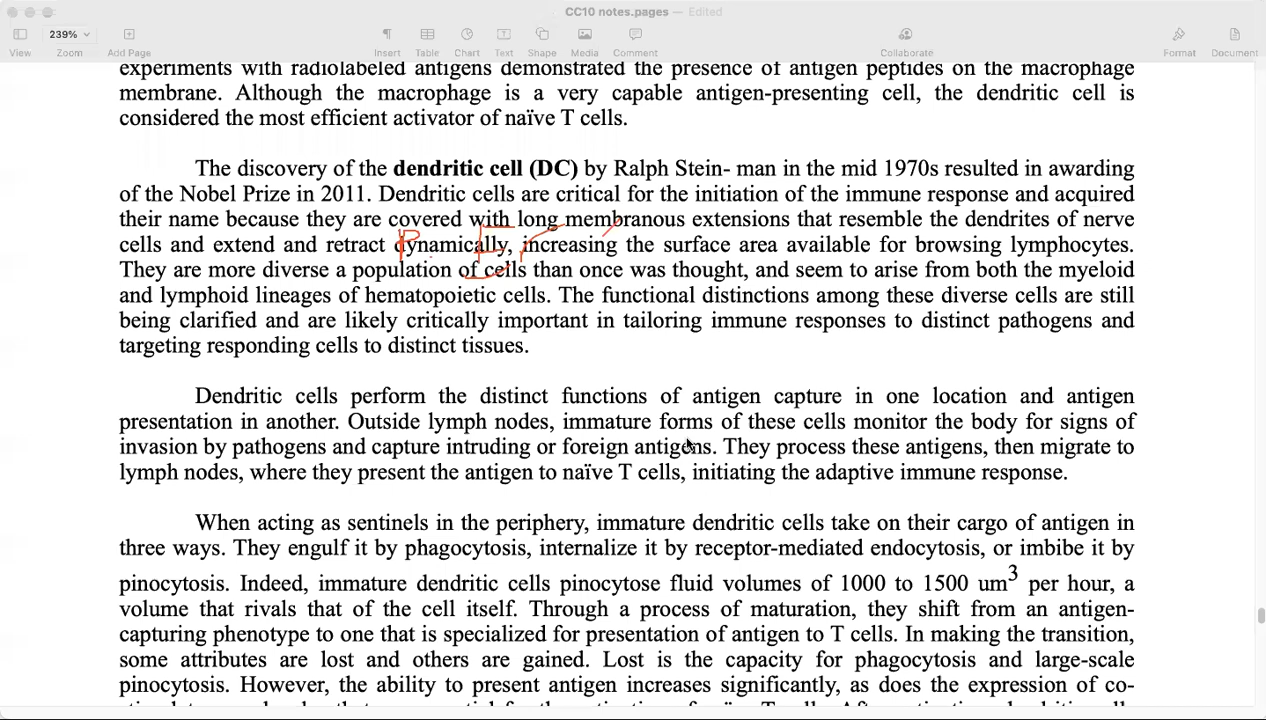 CC10 notes.pages — Edited
239%
View Zoom Add Page Insert Table Chart Text Shape Media Comment Collaborate Format Document
experiments with radiolabeled antigens demonstrated the presence of antigen peptides on the macrophage
membrane. Although the macrophage is a very capable antigen-presenting cell, the dendritic cell is
considered the most efficient activator of naïve T cells.
The discovery of the dendritic cell (DC) by Ralph Stein- man in the mid 1970s resulted in awarding
of the Nobel Prize in 2011. Dendritic cells are critical for the initiation of the immune response and acquired
their name because they are covered with long membranous extensions that resemble the dendrites of nerve
cells and extend and retract dynamically, increasing the surface area available for browsing lymphocytes.
They are more diverse a population of cells than once was thought, and seem to arise from both the myeloid
and lymphoid lineages of hematopoietic cells. The functional distinctions among these diverse cells are still
being clarified and are likely critically important in tailoring immune responses to distinct pathogens and
targeting responding cells to distinct tissues.
Dendritic cells perform the distinct functions of antigen capture in one location and antigen
presentation in another. Outside lymph nodes, immature forms of these cells monitor the body for signs of
invasion by pathogens and capture intruding or foreign antigens. They process these antigens, then migrate to
lymph nodes, where they present the antigen to naïve T cells, initiating the adaptive immune response.
When acting as sentinels in the periphery, immature dendritic cells take on their cargo of antigen in
three ways. They engulf it by phagocytosis, internalize it by receptor-mediated endocytosis, or imbibe it by
pinocytosis. Indeed, immature dendritic cells pinocytose fluid volumes of 1000 to 1500 um3 per hour, a
volume that rivals that of the cell itself. Through a process of maturation, they shift from an antigen-
capturing phenotype to one that is specialized for presentation of antigen to T cells. In making the transition,
some attributes are lost and others are gained. Lost is the capacity for phagocytosis and large-scale
pinocytosis. However, the ability to present antigen increases significantly, as does the expression of co-